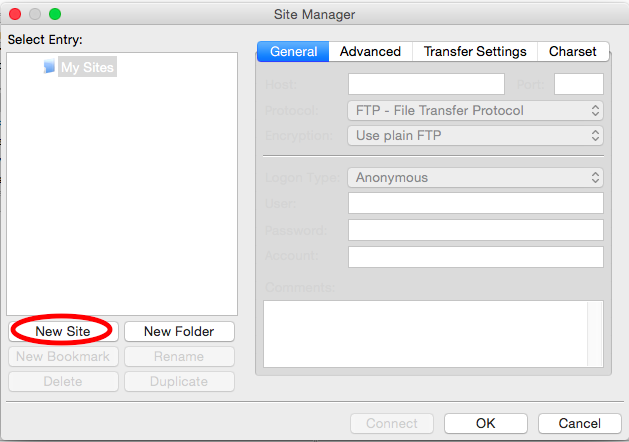 Site Manager
Select Entry:
My Sites
General Advanced Transfer Settings Charset
Host: Port:
Protocol: FTP - File Transfer Protocol
Encryption: Use plain FTP
Logon Type: Anonymous
User:
Password:
Account:
Comments:
New Site New Folder
New Bookmark Rename
Delete Duplicate
Connect OK Cancel